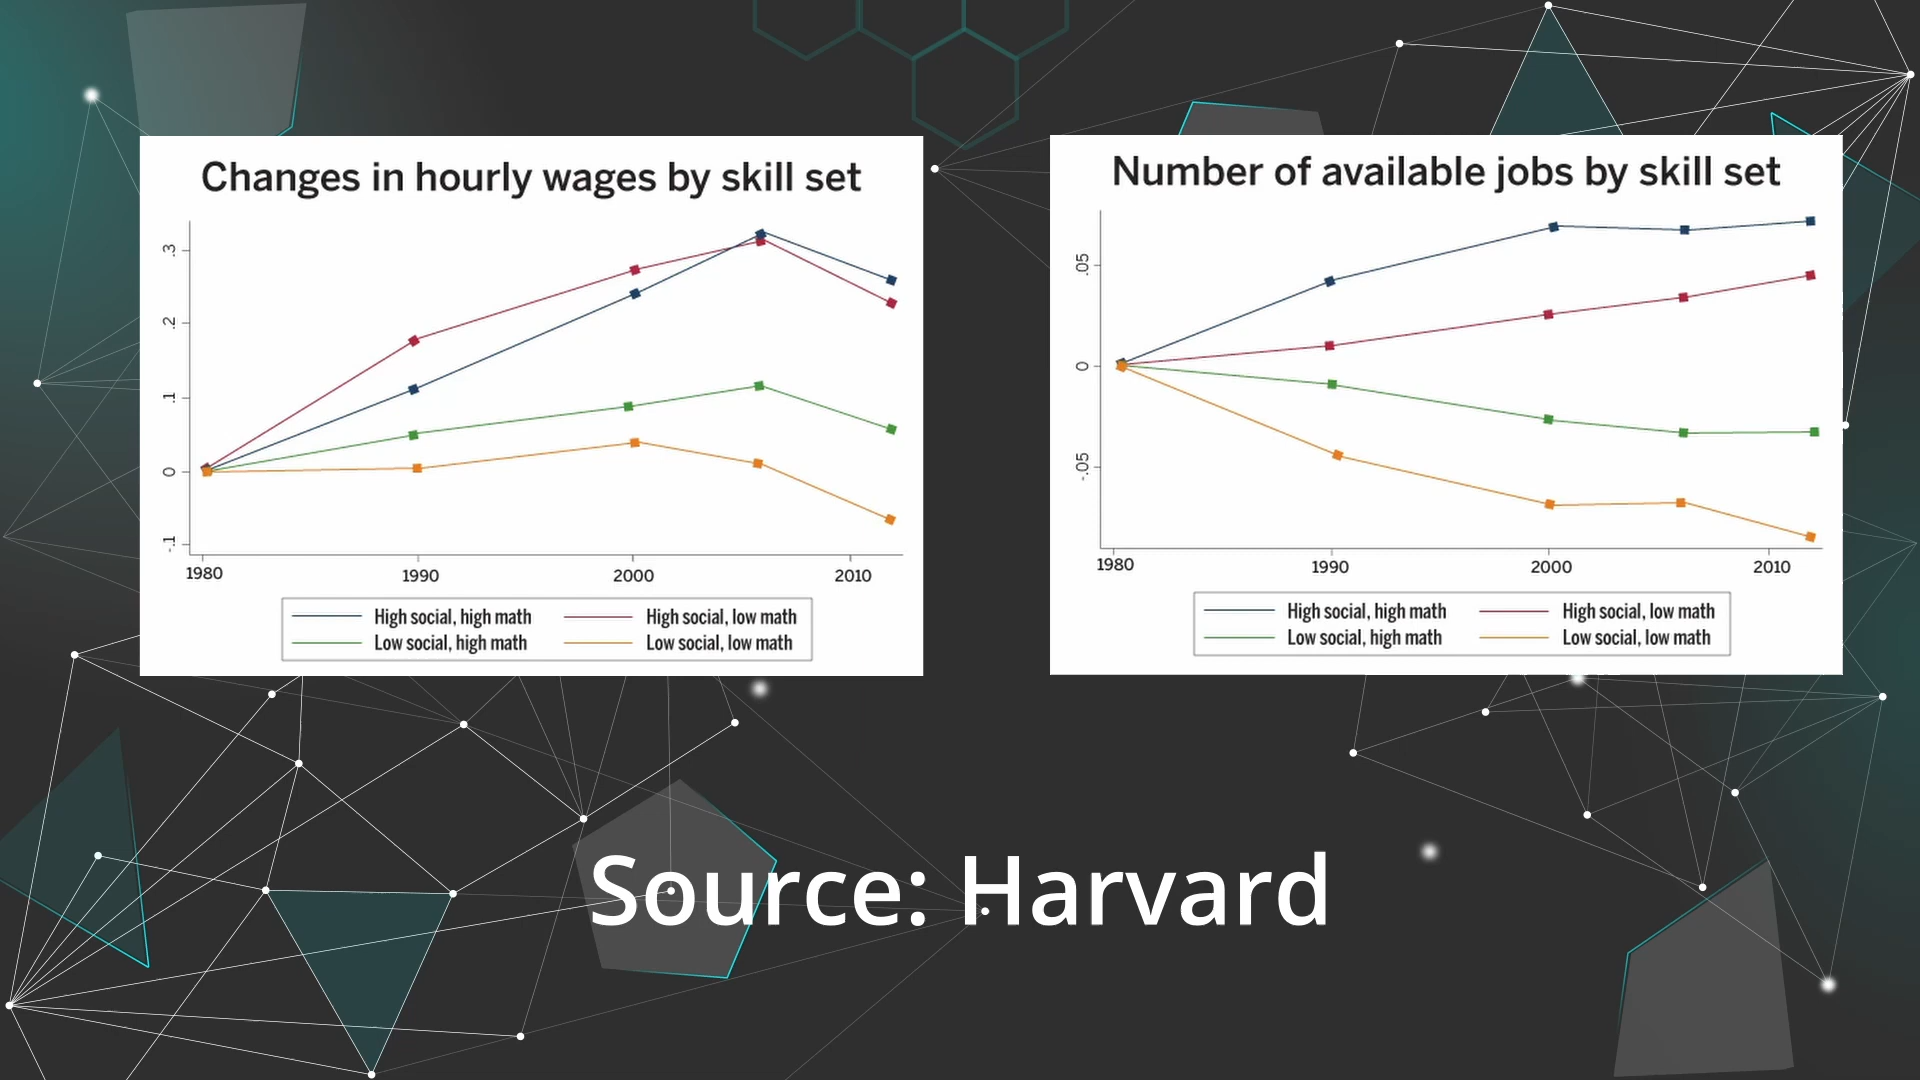 Changes in hourly wages by skill set
.3
.2
.1
0
-.1
1980 1990 2000 2010
High social, high math High social, low math
Low social, high math Low social, low math
Number of available jobs by skill set
.05
0
-.05
1980 1990 2000 2010
High social, high math High social, low math
Low social, high math Low social, low math
Source: Harvard